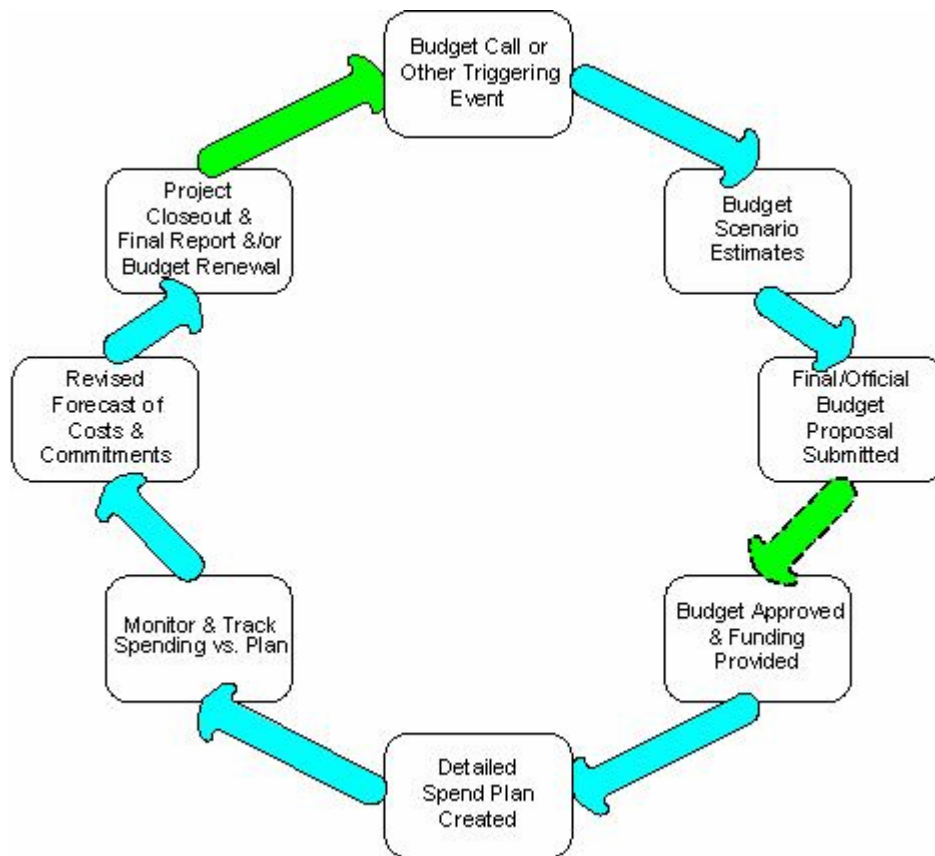 Budget Call or
Other Triggering
Event
Budget
Scenario
Estimates
Final/Official
Budget
Proposal
Submitted
Budget Approved
& Funding
Provided
Detailed
Spend Plan
Created
Monitor & Track
Spending vs. Plan
Revised
Forecast of
Costs &
Commitments
Project
Closeout &
Final Report &/or
Budget Renewal